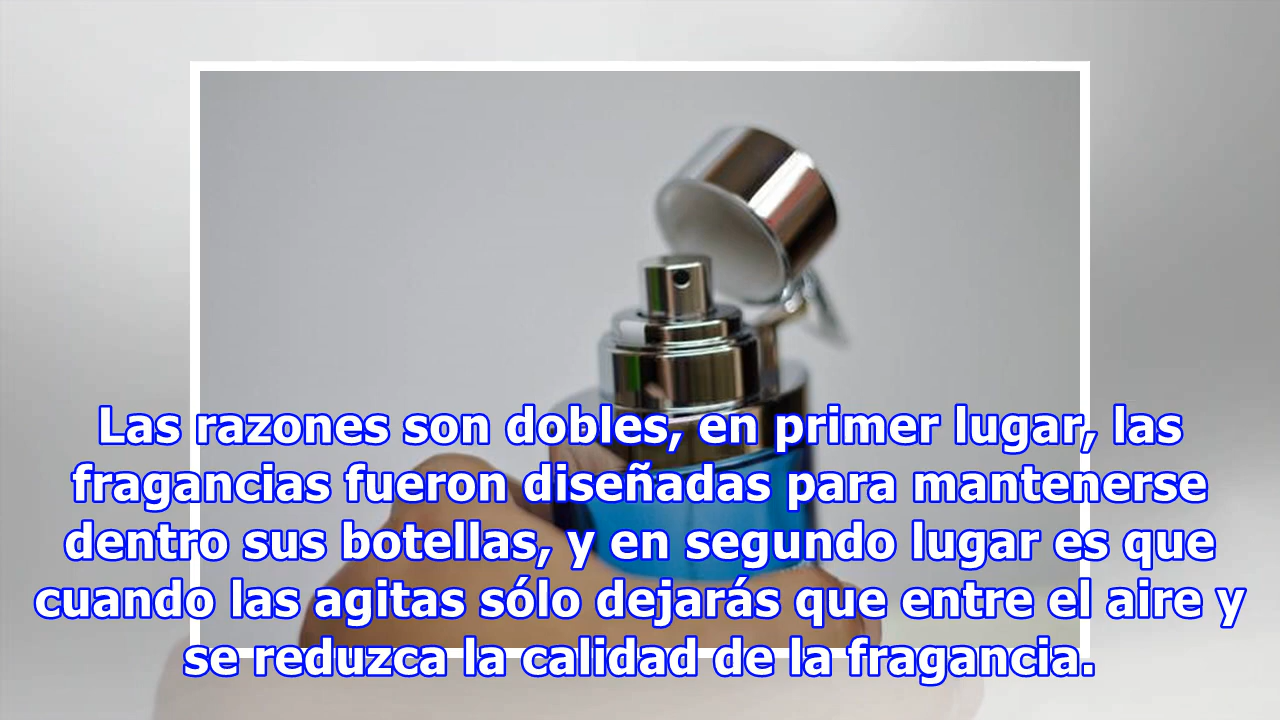 Las razones son dobles, en primer lugar, las
fragancias fueron diseñadas para mantenerse
dentro sus botellas, y en segundo lugar es que
cuando las agitas sólo dejarás que entre el aire y
se reduzca la calidad de la fragancia.